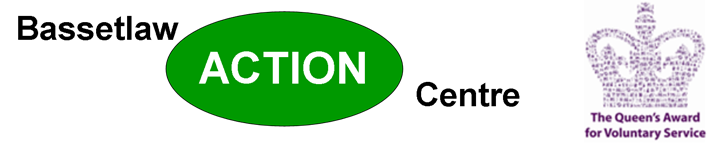 Bassetlaw
ACTION
Centre
The Queen's Award
for Voluntary Service